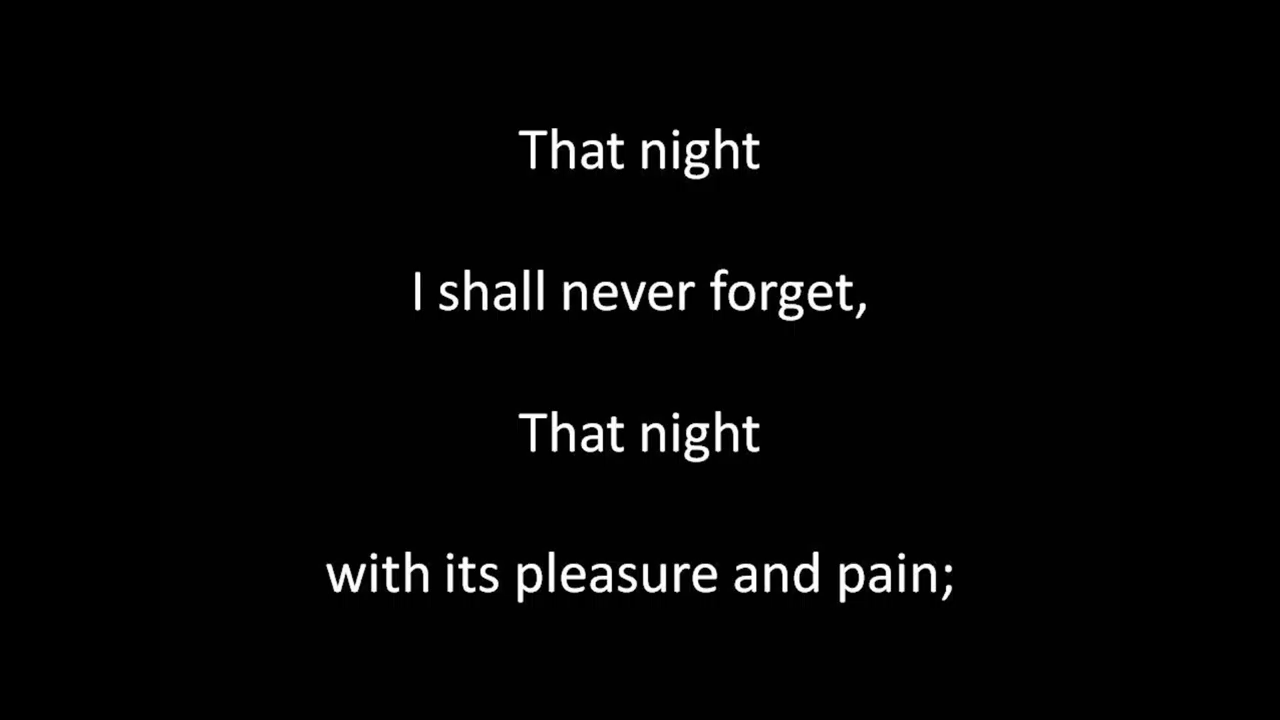 That night
I shall never forget,
That night
with its pleasure and pain;